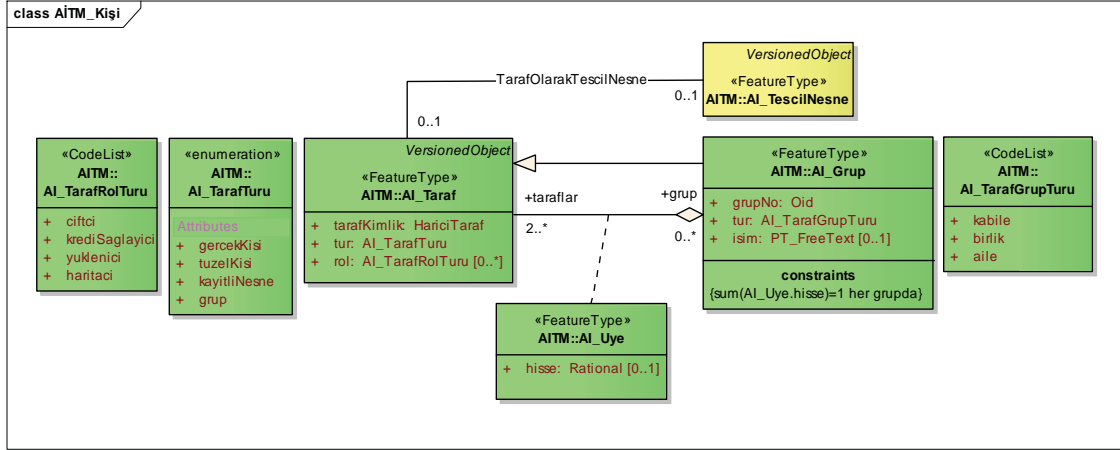 class AİTM_Kişi
VersionedObject
«FeatureType»
AITM::AI_TescilNesne
TarafOlarakTescilNesne
0..1
0..1
«CodeList»
AITM::
AI_TarafRolTuru
+ ciftci
+ krediSaglayici
+ yuklenici
+ haritaci
«enumeration»
AITM::
AI_TarafTuru
Attributes
+ gercekKisi
+ tuzelKisi
+ kayitliNesne
+ grup
VersionedObject
«FeatureType»
AITM::AI_Taraf
+ tarafKimlik: HariciTaraf
+ tur: AI_TarafTuru
+ rol: AI_TarafRolTuru [0..*]
+taraflar
2..*
+grup
0..*
«FeatureType»
AITM::AI_Grup
+ grupNo: Oid
+ tur: AI_TarafGrupTuru
+ isim: PT_FreeText [0..1]
constraints
{sum(AI_Uye.hisse)=1 her grupda}
«CodeList»
AITM::
AI_TarafGrupTuru
+ kabile
+ birlik
+ aile
«FeatureType»
AITM::AI_Uye
+ hisse: Rational [0..1]